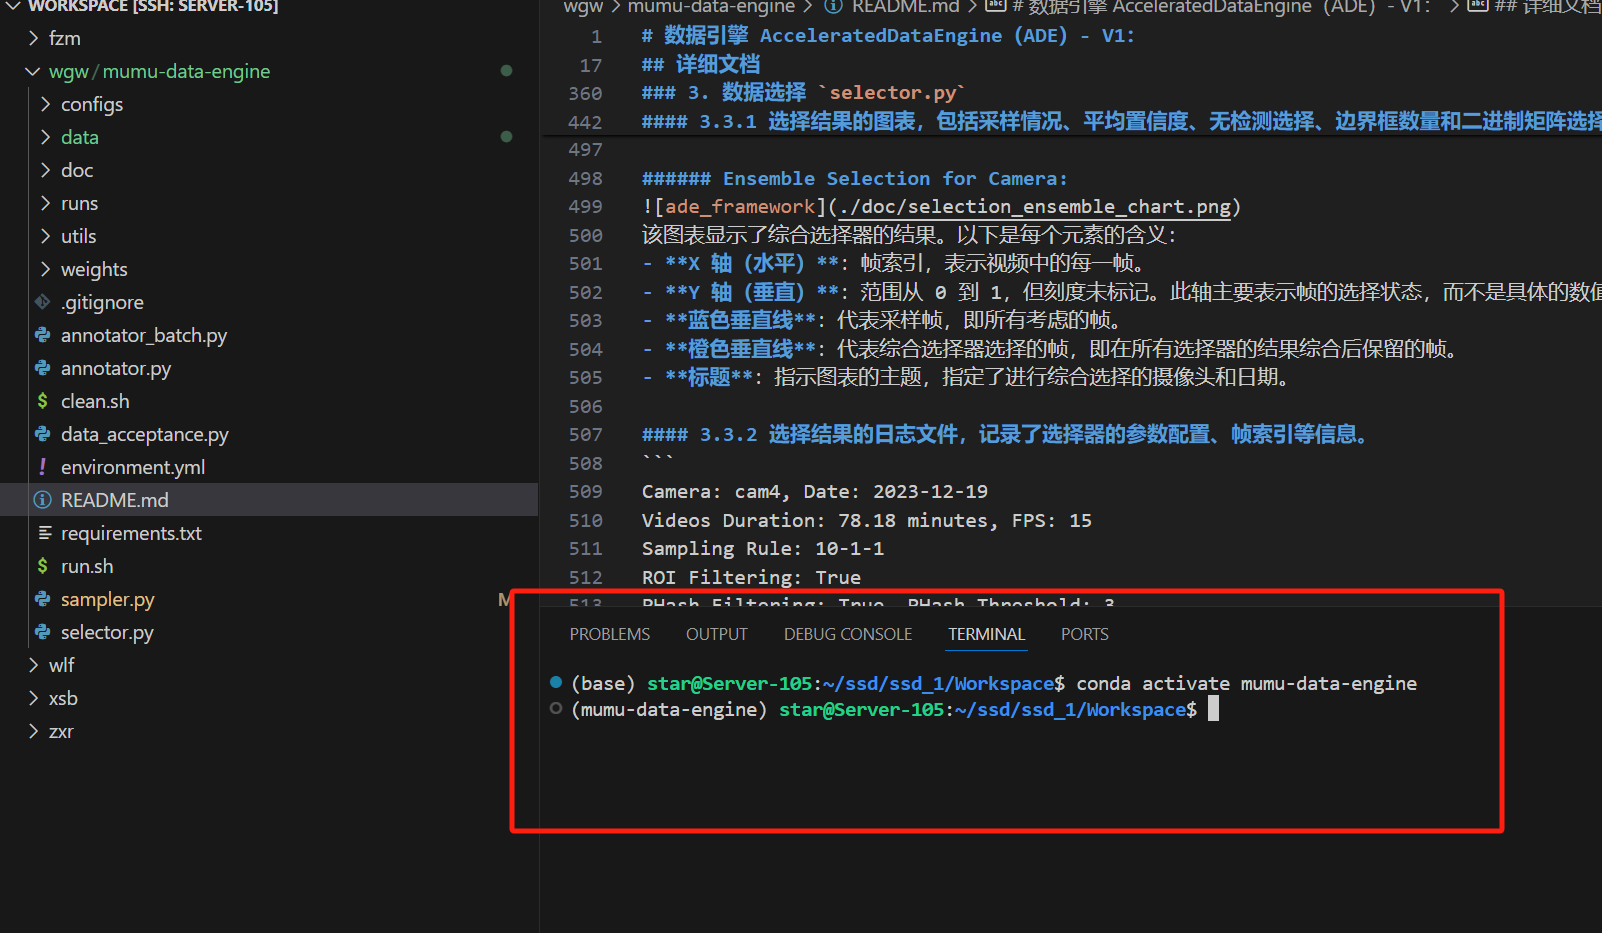 WORKSPACE [SSH: SERVER-105]
fzm
wgw / mumu-data-engine
configs
data
doc
runs
utils
weights
.gitignore
annotator_batch.py
annotator.py
clean.sh
data_acceptance.py
environment.yml
README.md
requirements.txt
run.sh
sampler.py M
selector.py
wlf
xsb
zxr
wgw > mumu-data-engine > README.md > # 数据引擎 AcceleratedDataEngine（ADE）- V1： > ## 详细文档
1 # 数据引擎 AcceleratedDataEngine（ADE）- V1：
17 ## 详细文档
360 ### 3. 数据选择 `selector.py`
442 #### 3.3.1 选择结果的图表，包括采样情况、平均置信度、无检测选择、边界框数量和二进制矩阵选择
497
498 ###### Ensemble Selection for Camera:
499 ![ade_framework](./doc/selection_ensemble_chart.png)
500 该图表显示了综合选择器的结果。以下是每个元素的含义：
501 - **X 轴（水平）**: 帧索引，表示视频中的每一帧。
502 - **Y 轴（垂直）**: 范围从 0 到 1，但刻度未标记。此轴主要表示帧的选择状态，而不是具体的数值
503 - **蓝色垂直线**: 代表采样帧，即所有考虑的帧。
504 - **橙色垂直线**: 代表综合选择器选择的帧，即在所有选择器的结果综合后保留的帧。
505 - **标题**: 指示图表的主题，指定了进行综合选择的摄像头和日期。
506
507 #### 3.3.2 选择结果的日志文件，记录了选择器的参数配置、帧索引等信息。
508 ```
509 Camera: cam4, Date: 2023-12-19
510 Videos Duration: 78.18 minutes, FPS: 15
511 Sampling Rule: 10-1-1
512 ROI Filtering: True
513 PHash Filtering: True, PHash Threshold: 3
PROBLEMS OUTPUT DEBUG CONSOLE TERMINAL PORTS
(base) star@Server-105:~/ssd/ssd_1/Workspace$ conda activate mumu-data-engine
(mumu-data-engine) star@Server-105:~/ssd/ssd_1/Workspace$